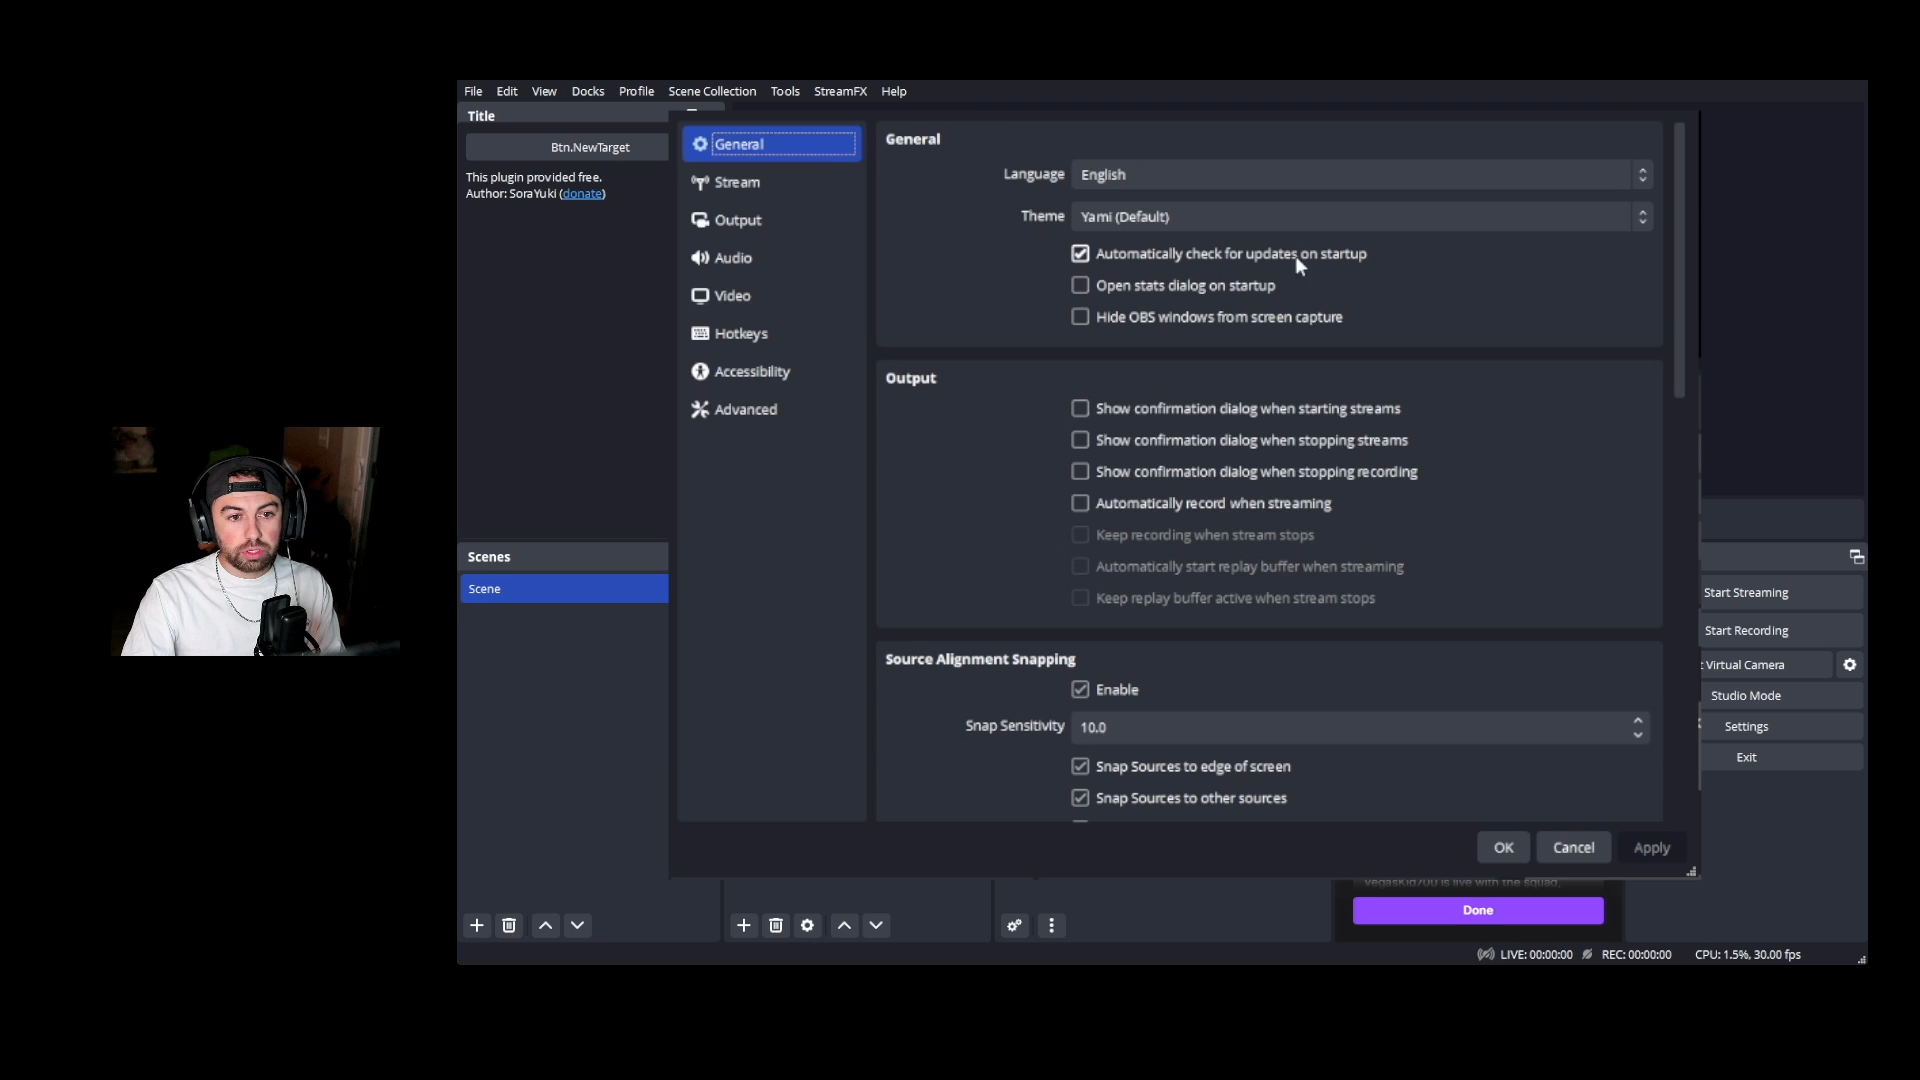 File Edit View Docks Profile Scene Collection Tools StreamFX Help
Title
Btn.NewTarget
This plugin provided free.
Author: SoraYuki (donate)
General
Stream
Output
Audio
Video
Hotkeys
Accessibility
Advanced
General
Language English
Theme Yami (Default)
Automatically check for updates on startup
Open stats dialog on startup
Hide OBS windows from screen capture
Output
Show confirmation dialog when starting streams
Show confirmation dialog when stopping streams
Show confirmation dialog when stopping recording
Automatically record when streaming
Keep recording when stream stops
Automatically start replay buffer when streaming
Keep replay buffer active when stream stops
Source Alignment Snapping
Enable
Snap Sensitivity 10.0
Snap Sources to edge of screen
Snap Sources to other sources
OK Cancel Apply
Scenes
Scene
Start Streaming
Start Recording
Virtual Camera
Studio Mode
Settings
Exit
VegasKid700 is live with the squad,
Done
LIVE: 00:00:00 REC: 00:00:00 CPU: 1.5%, 30.00 fps